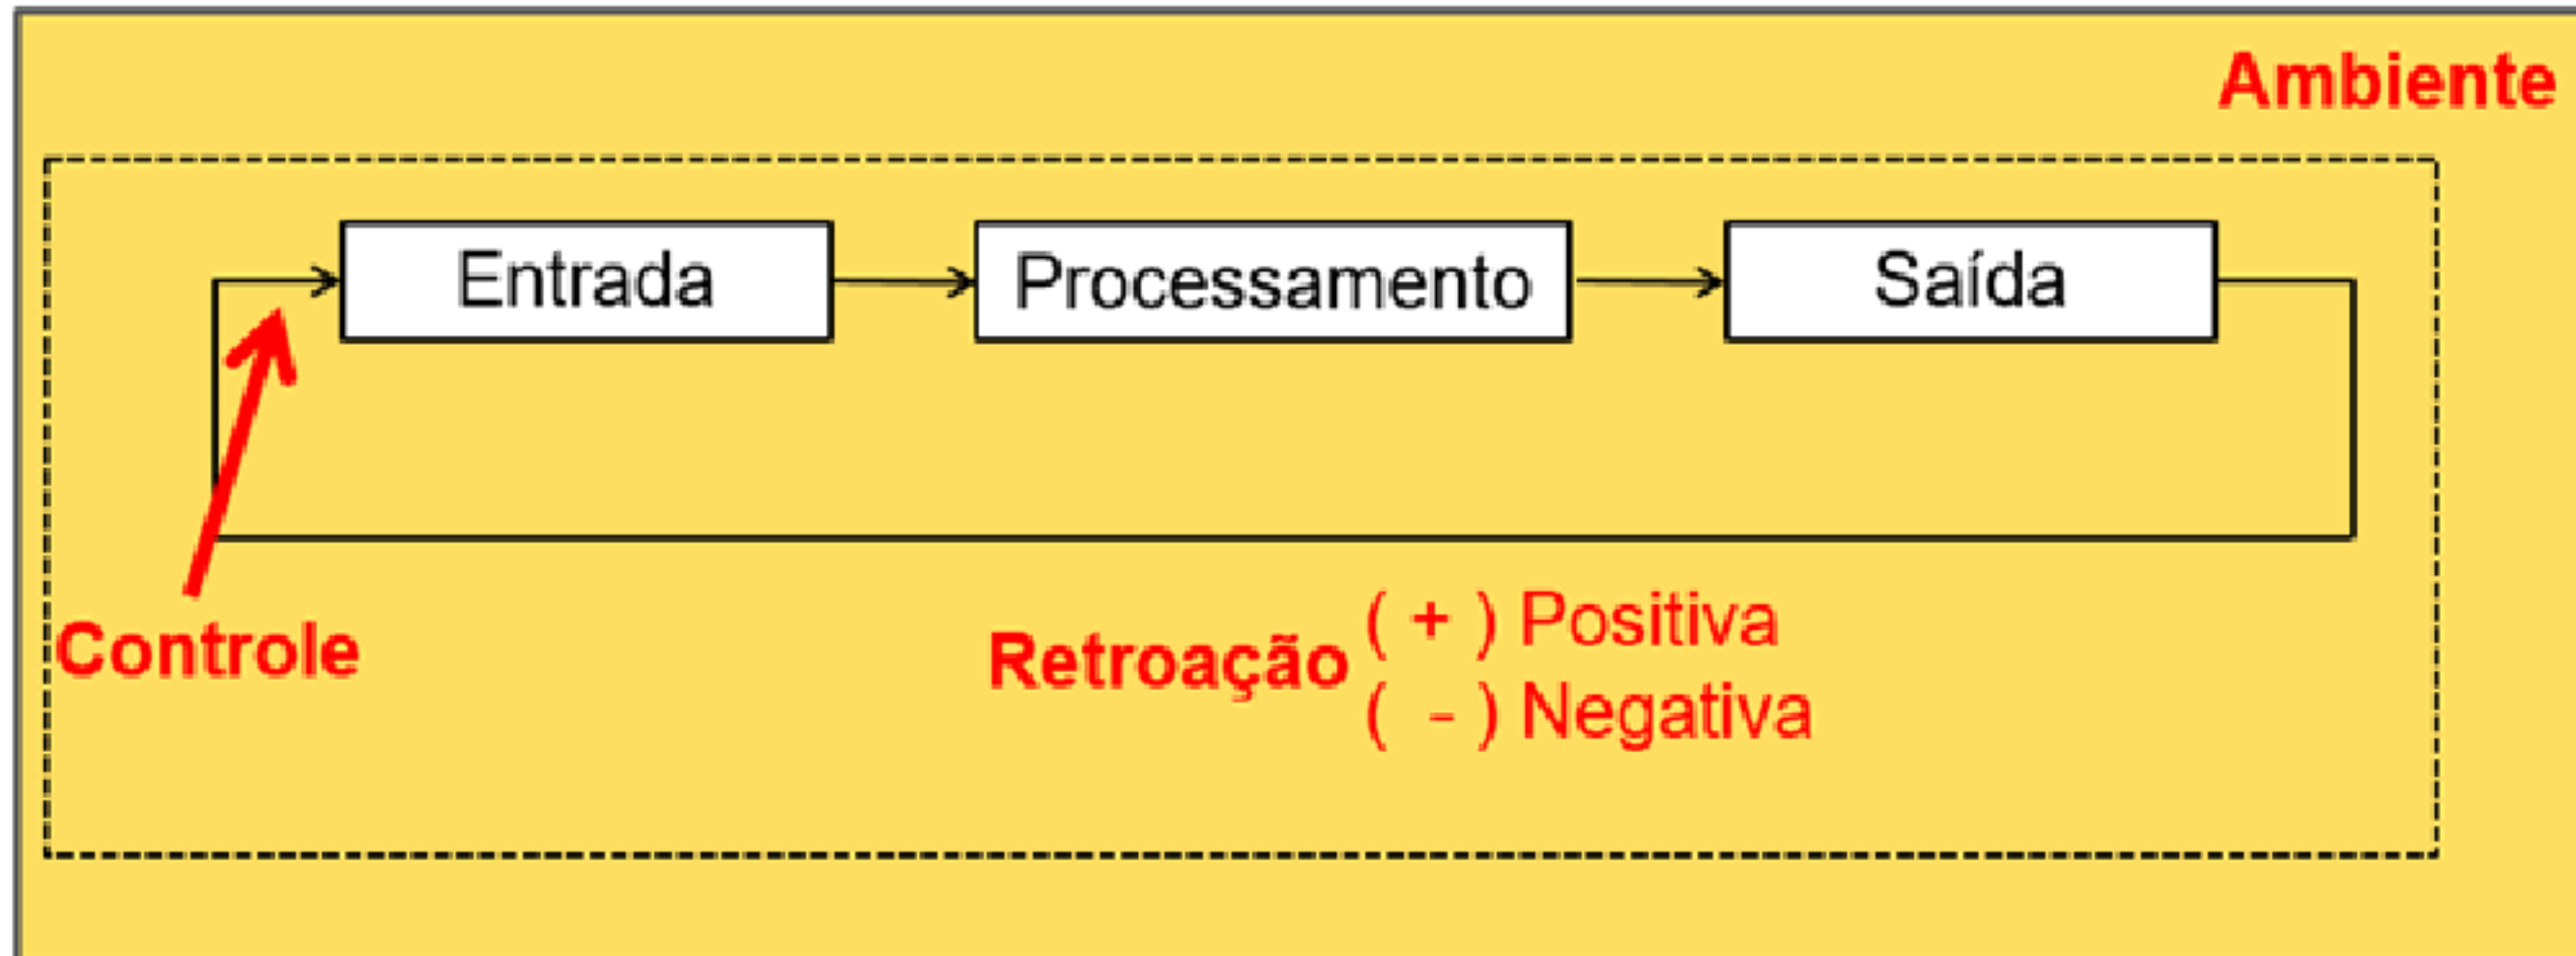 Ambiente
Entrada
Processamento
Saída
Controle
Retroação
( + ) Positiva
( - ) Negativa